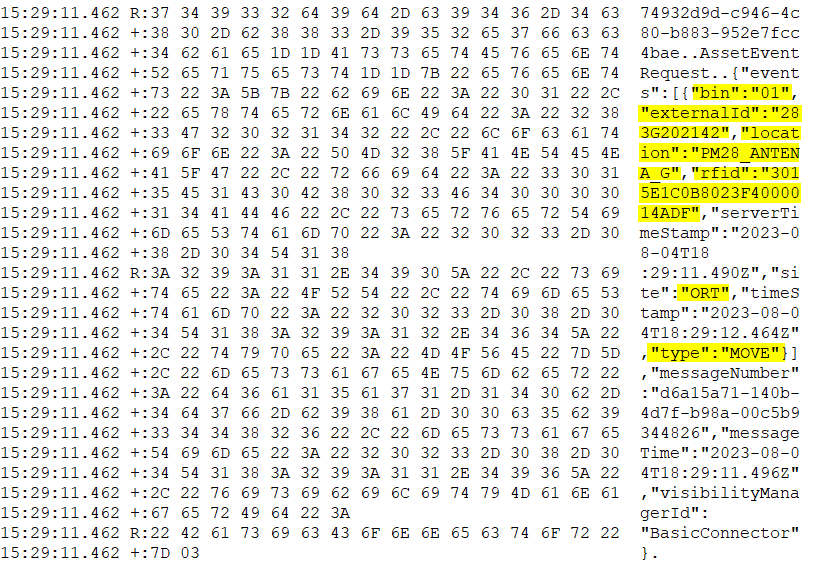 15:29:11.462 R:37 34 39 33 32 64 39 64 2D 63 39 34 36 2D 34 63 74932d9d-c946-4c
15:29:11.462 +:38 30 2D 62 38 38 33 2D 39 35 32 65 37 66 63 63 80-b883-952e7fcc
15:29:11.462 +:34 62 61 65 1D 1D 41 73 73 65 74 45 76 65 6E 74 4bae..AssetEvent
15:29:11.462 +:52 65 71 75 65 73 74 1D 1D 7B 22 65 76 65 6E 74 Request..{"event
15:29:11.462 +:73 22 3A 5B 7B 22 62 69 6E 22 3A 22 30 31 22 2C s":[{"bin":"01",
15:29:11.462 +:22 65 78 74 65 72 6E 61 6C 49 64 22 3A 22 32 38 "externalId":"28
15:29:11.462 +:33 47 32 30 32 31 34 32 22 2C 22 6C 6F 63 61 74 3G202142","locat
15:29:11.462 +:69 6F 6E 22 3A 22 50 4D 32 38 5F 41 4E 54 45 4E ion":"PM28_ANTEN
15:29:11.462 +:41 5F 47 22 2C 22 72 66 69 64 22 3A 22 33 30 31 A_G","rfid":"301
15:29:11.462 +:35 45 31 43 30 42 38 30 32 33 46 34 30 30 30 30 5E1C0B8023F40000
15:29:11.462 +:31 34 41 44 46 22 2C 22 73 65 72 76 65 72 54 69 14ADF","serverTi
15:29:11.462 +:6D 65 53 74 61 6D 70 22 3A 22 32 30 32 33 2D 30 meStamp":"2023-0
15:29:11.462 +:38 2D 30 34 54 31 38 8-04T18
15:29:11.462 R:3A 32 39 3A 31 31 2E 34 39 30 5A 22 2C 22 73 69 :29:11.490Z","si
15:29:11.462 +:74 65 22 3A 22 4F 52 54 22 2C 22 74 69 6D 65 53 te":"ORT","timeS
15:29:11.462 +:74 61 6D 70 22 3A 22 32 30 32 33 2D 30 38 2D 30 tamp":"2023-08-0
15:29:11.462 +:34 54 31 38 3A 32 39 3A 31 32 2E 34 36 34 5A 22 4T18:29:12.464Z"
15:29:11.462 +:2C 22 74 79 70 65 22 3A 22 4D 4F 56 45 22 7D 5D ,"type":"MOVE"}]
15:29:11.462 +:2C 22 6D 65 73 73 61 67 65 4E 75 6D 62 65 72 22 ,"messageNumber"
15:29:11.462 +:3A 22 64 36 61 31 35 61 37 31 2D 31 34 30 62 2D :"d6a15a71-140b-
15:29:11.462 +:34 64 37 66 2D 62 39 38 61 2D 30 30 63 35 62 39 4d7f-b98a-00c5b9
15:29:11.462 +:33 34 34 38 32 36 22 2C 22 6D 65 73 73 61 67 65 344826","message
15:29:11.462 +:54 69 6D 65 22 3A 22 32 30 32 33 2D 30 38 2D 30 Time":"2023-08-0
15:29:11.462 +:34 54 31 38 3A 32 39 3A 31 31 2E 34 39 36 5A 22 4T18:29:11.496Z"
15:29:11.462 +:2C 22 76 69 73 69 62 69 6C 69 74 79 4D 61 6E 61 ,"visibilityMana
15:29:11.462 +:67 65 72 49 64 22 3A gerId":
15:29:11.462 R:22 42 61 73 69 63 43 6F 6E 6E 65 63 74 6F 72 22 "BasicConnector"
15:29:11.462 +:7D 03 }.